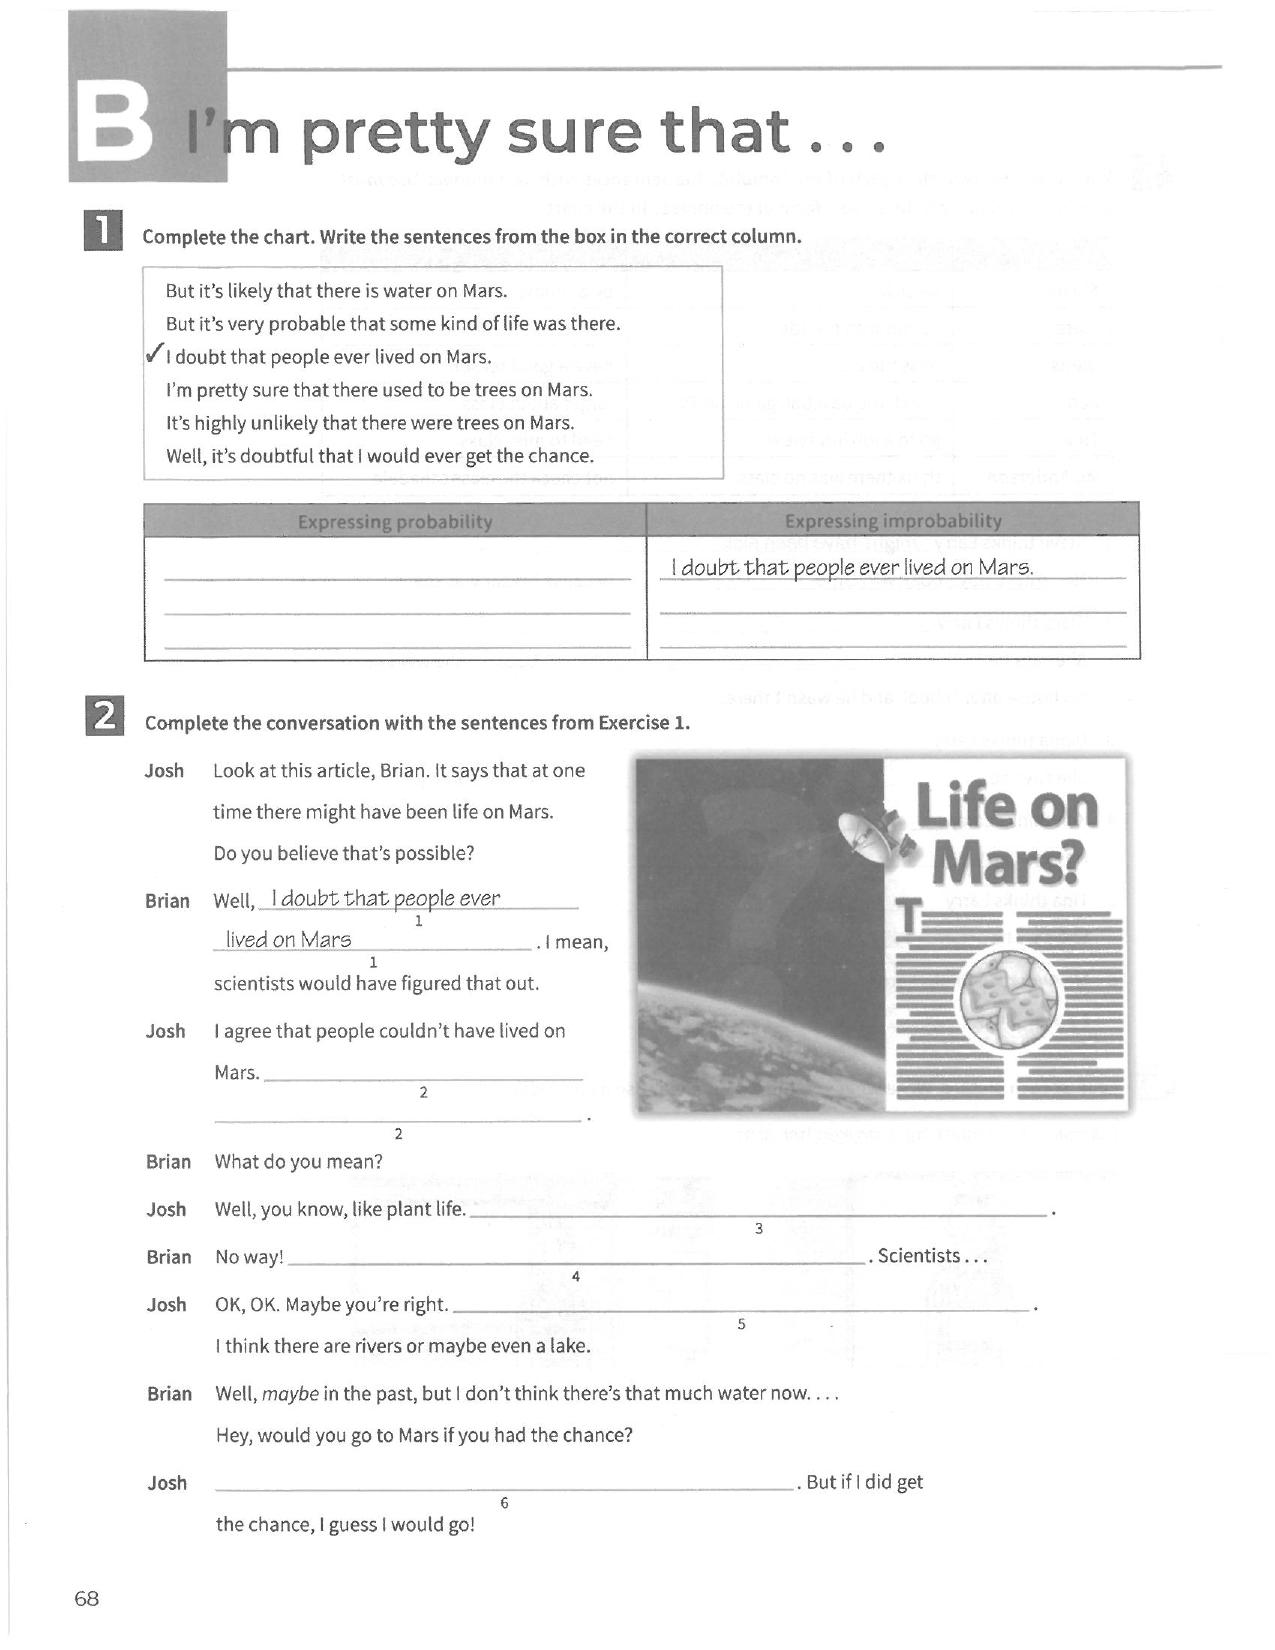 B I'm pretty sure that . . .
1 Complete the chart. Write the sentences from the box in the correct column.
But it's likely that there is water on Mars.
But it's very probable that some kind of life was there.
✓ I doubt that people ever lived on Mars.
I'm pretty sure that there used to be trees on Mars.
It's highly unlikely that there were trees on Mars.
Well, it's doubtful that I would ever get the chance.
Expressing probability Expressing improbability
I doubt that people ever lived on Mars.
2 Complete the conversation with the sentences from Exercise 1.
Josh Look at this article, Brian. It says that at one
time there might have been life on Mars.
Do you believe that's possible?
Brian Well, I doubt that people ever
1
lived on Mars . I mean,
1
scientists would have figured that out.
Josh I agree that people couldn't have lived on
Mars.
2
.
2
Life on
Mars?
T
Brian What do you mean?
Josh Well, you know, like plant life. .
3
Brian No way! . Scientists . . .
4
Josh OK, OK. Maybe you're right. .
5
I think there are rivers or maybe even a lake.
Brian Well, maybe in the past, but I don't think there's that much water now. . . .
Hey, would you go to Mars if you had the chance?
Josh . But if I did get
6
the chance, I guess I would go!
68